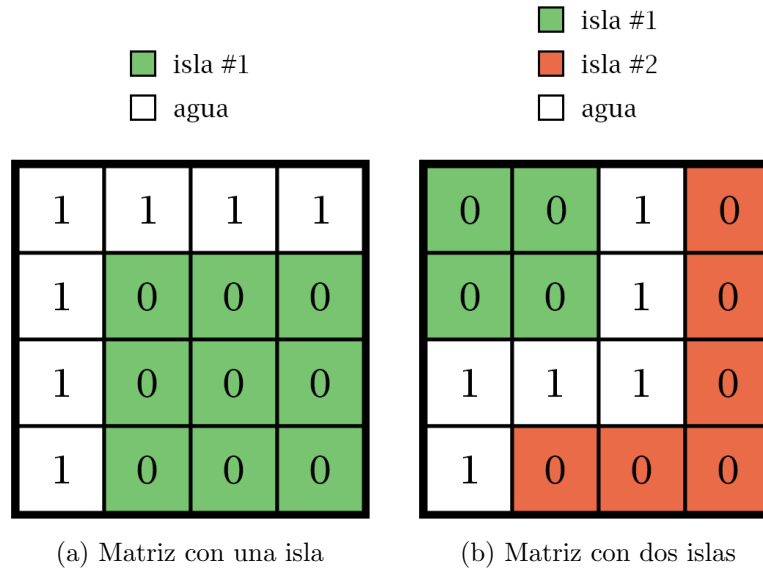 isla #1
agua
1 1 1 1
1 0 0 0
1 0 0 0
1 0 0 0
(a) Matriz con una isla
isla #1
isla #2
agua
0 0 1 0
0 0 1 0
1 1 1 0
1 0 0 0
(b) Matriz con dos islas